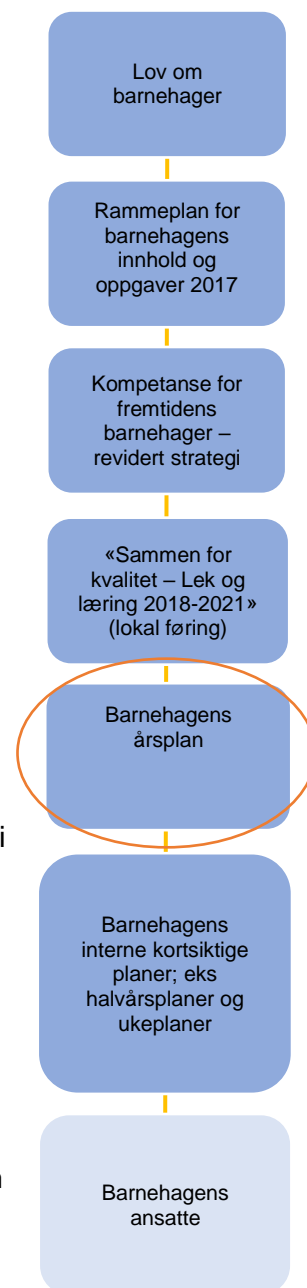 Lov om
barnehager
Rammeplan for
barnehagens
innhold og
oppgaver 2017
Kompetanse for
fremtidens
barnehager –
revidert strategi
«Sammen for
kvalitet – Lek og
læring 2018-2021»
(lokal føring)
Barnehagens
årsplan
i
Barnehagens
interne kortsiktige
planer; eks
halvårsplaner og
ukeplaner
Barnehagens
ansatte